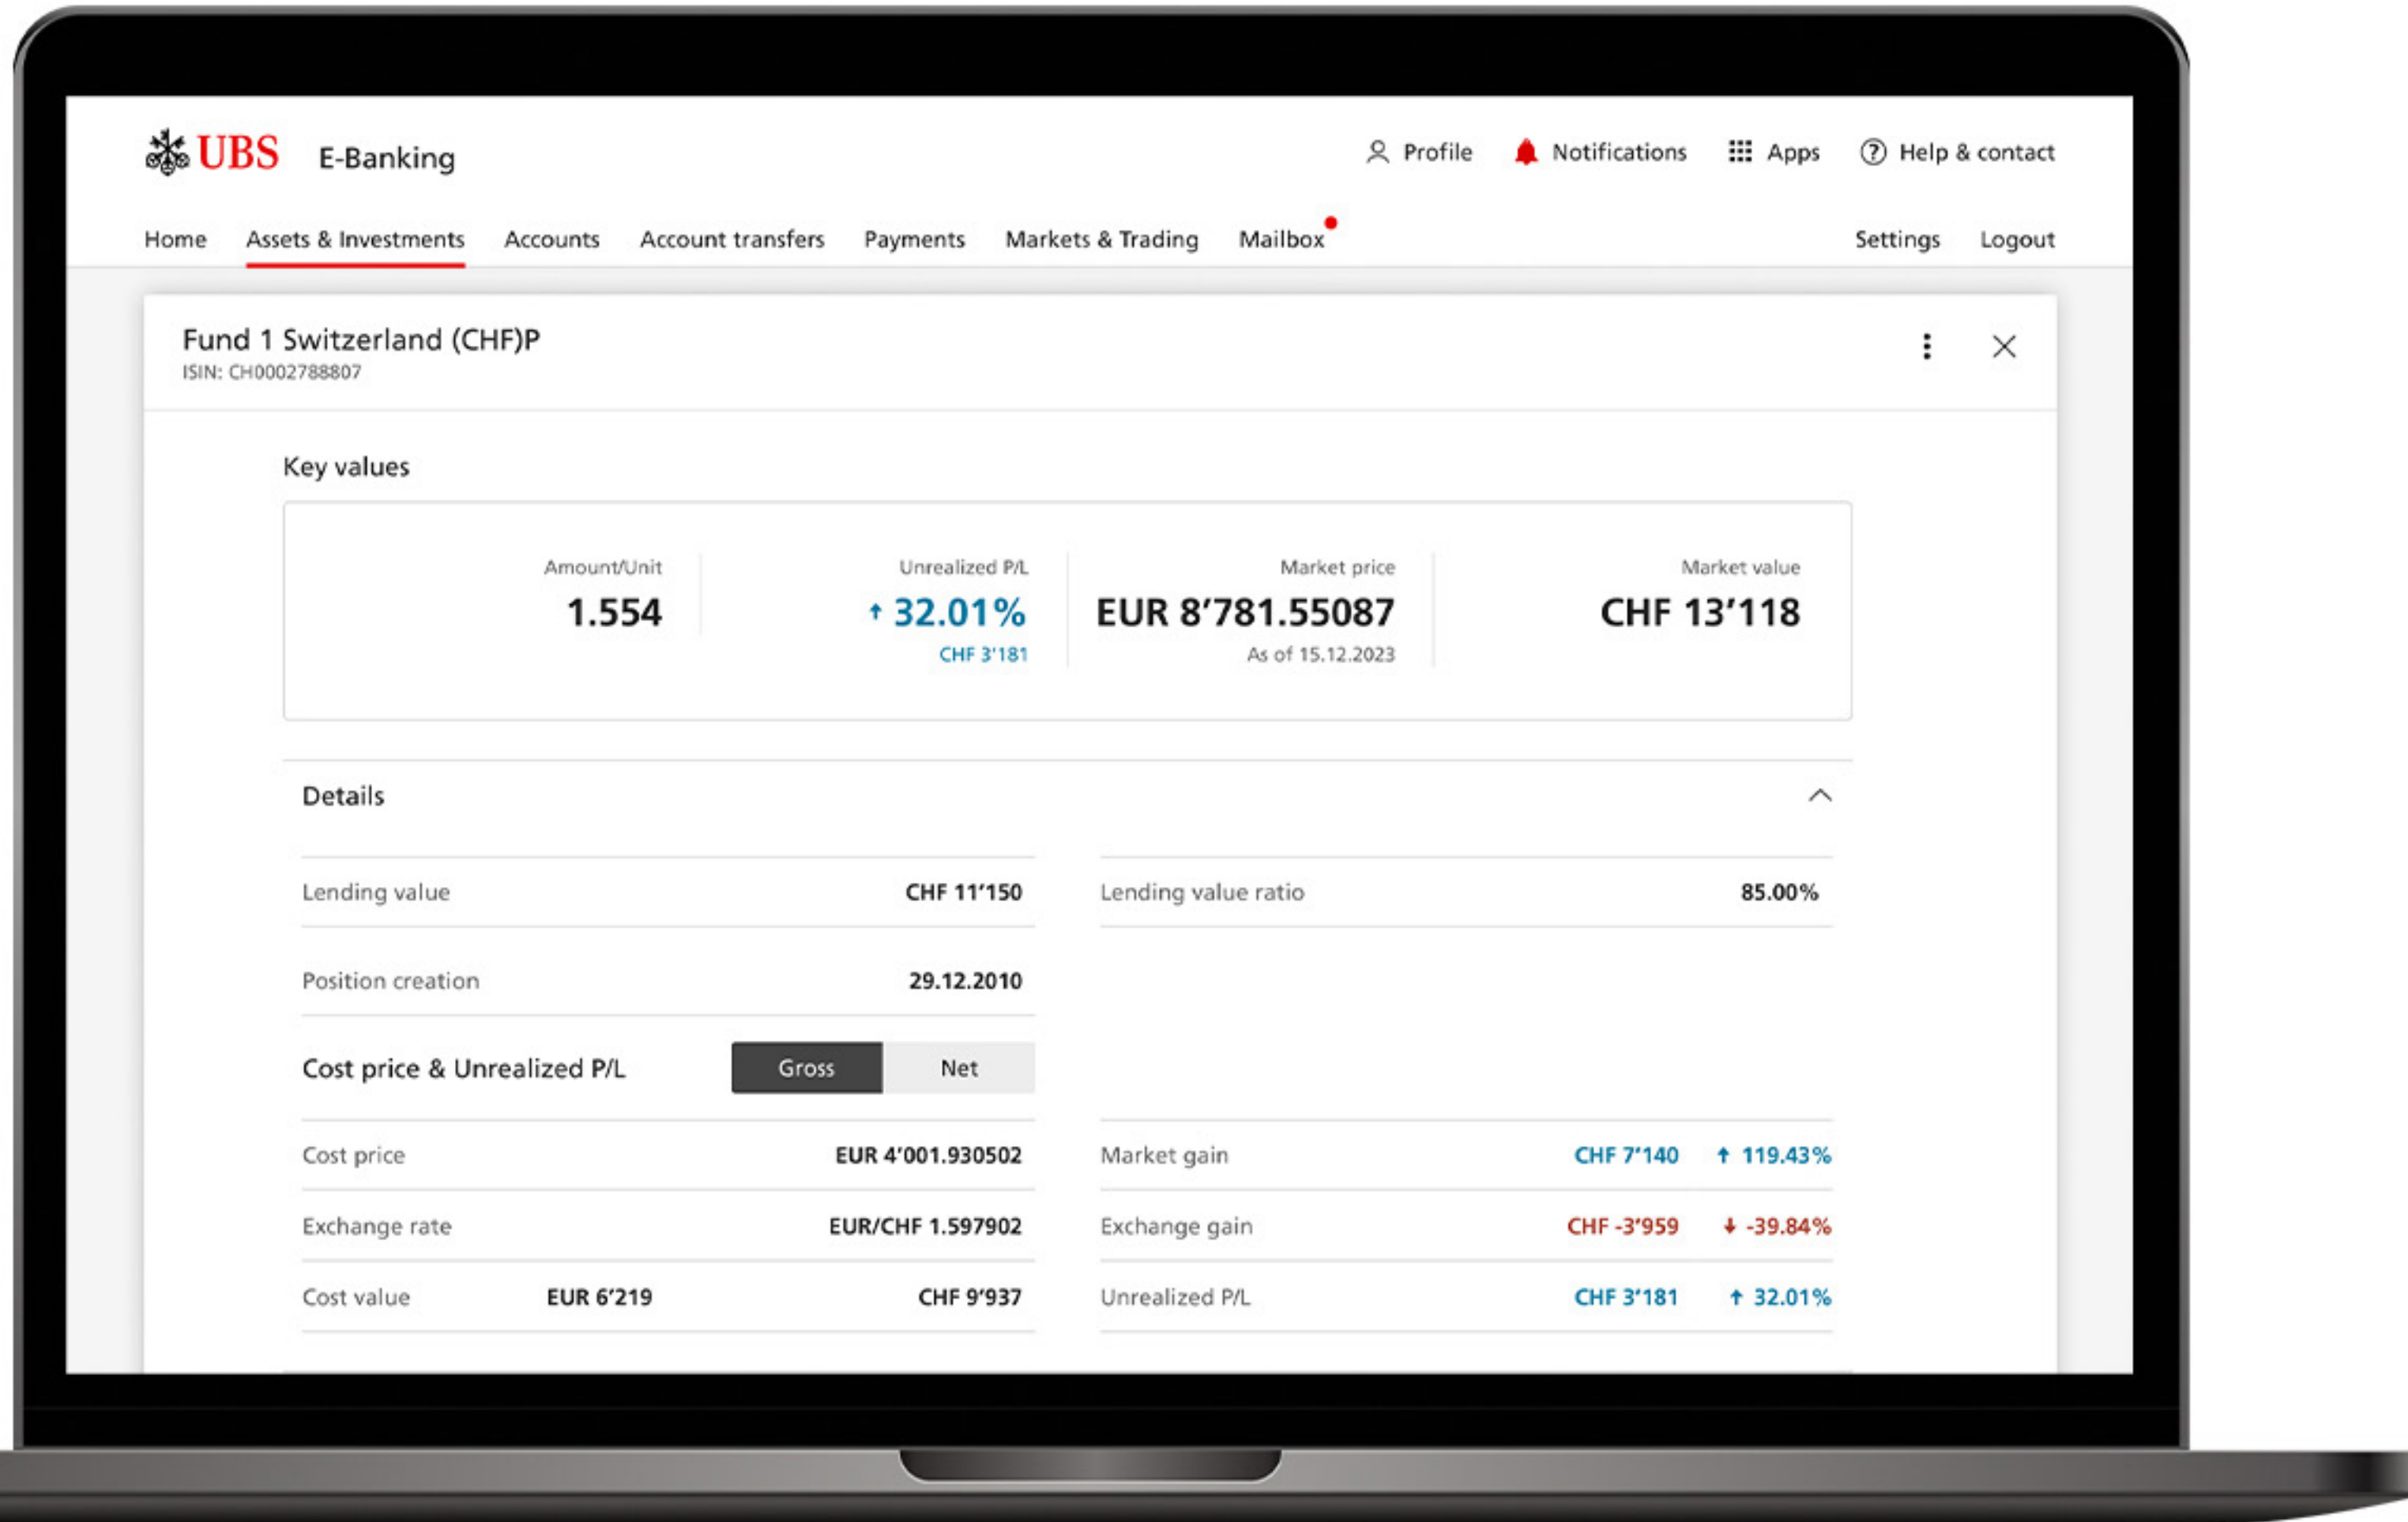 UBS E-Banking
Profile Notifications Apps Help & contact
Home Assets & Investments Accounts Account transfers Payments Markets & Trading Mailbox Settings Logout
Fund 1 Switzerland (CHF)P
ISIN: CH0002788807
Key values
Amount/Unit Unrealized P/L Market price Market value
1.554 32.01% EUR 8’781.55087 CHF 13’118
CHF 3'181 As of 15.12.2023
Details
Lending value CHF 11’150 Lending value ratio 85.00%
Position creation 29.12.2010
Cost price & Unrealized P/L Gross Net
Cost price EUR 4’001.930502 Market gain CHF 7’140 119.43%
Exchange rate EUR/CHF 1.597902 Exchange gain CHF -3’959 -39.84%
Cost value EUR 6’219 CHF 9’937 Unrealized P/L CHF 3’181 32.01%